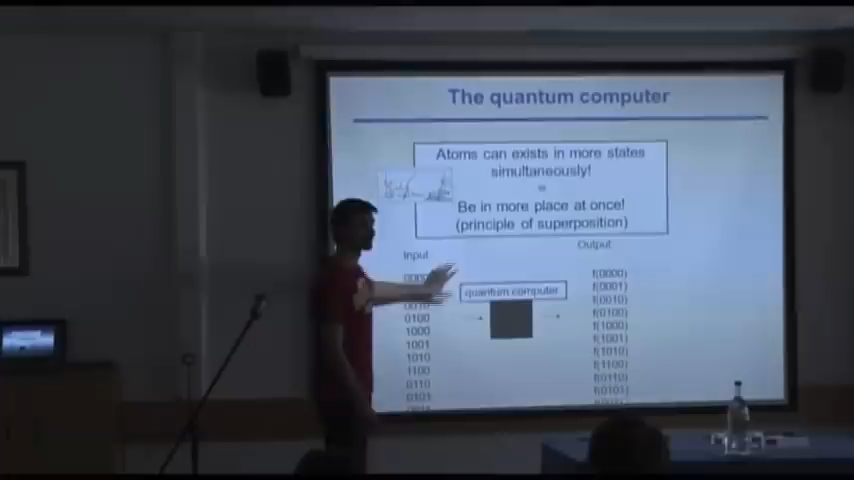 The quantum computer
Atoms can exists in more states
simultaneously!
=
Be in more place at once!
(principle of superposition)
Input
Output
0000
0010
0100
1000
1001
1010
1100
0110
0101
quantum computer
f(0000)
f(0001)
f(0010)
f(0100)
f(1000)
f(1001)
f(1010)
f(1100)
f(0110)
f(0101)